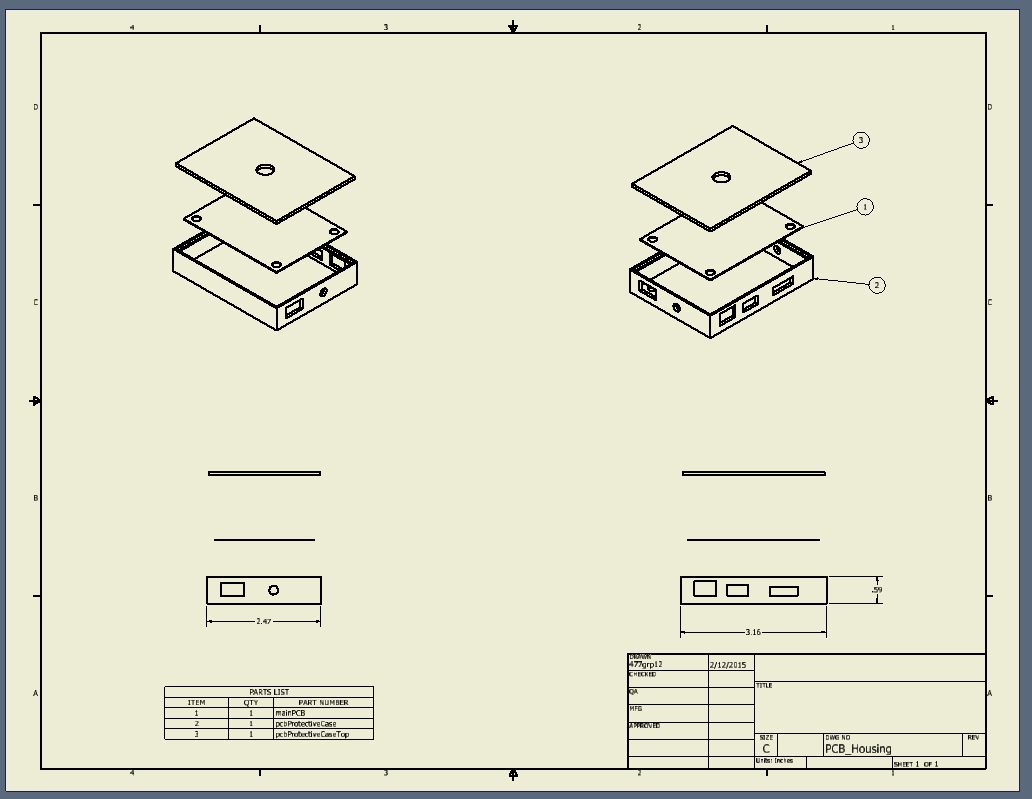 4 3 2 1
D D
3
1
2
C C
B B
.59
2.47
3.16
A A
PARTS LIST
ITEM QTY PART NUMBER
1 1 mainPCB
2 1 pcbProtectiveCase
3 1 pcbProtectiveCaseTop
DRAWN
477grp12 2/12/2015
CHECKED
QA
MFG
APPROVED
TITLE
SIZE DWG NO REV
C PCB_Housing
Units: Inches SHEET 1 OF 1
4 3 2 1